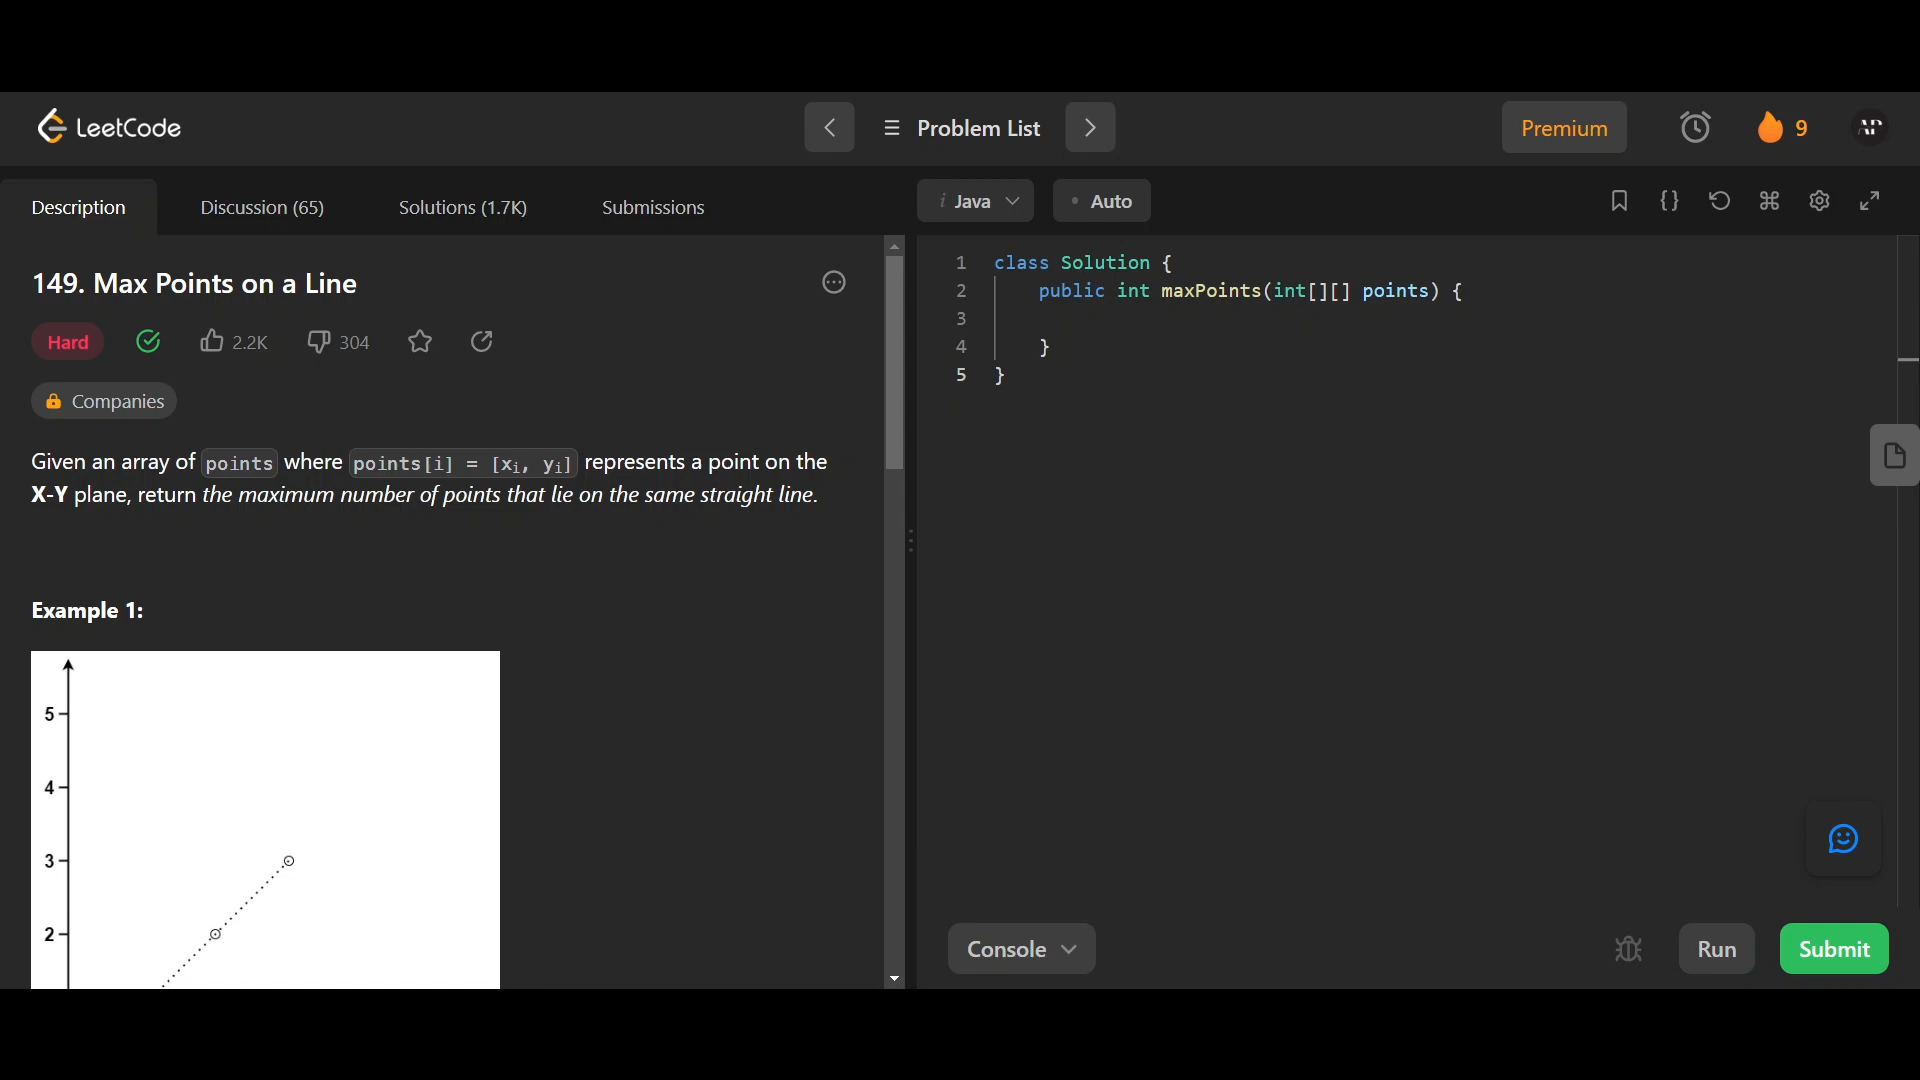 LeetCode
Problem List
Premium
9
AP
Description
Discussion (65)
Solutions (1.7K)
Submissions
i Java
• Auto
149. Max Points on a Line
Hard
2.2K
304
Companies
Given an array of points where points[i] = [xi, yi] represents a point on the
X-Y plane, return the maximum number of points that lie on the same straight line.
Example 1:
5
4
3
2
1 class Solution {
2 public int maxPoints(int[][] points) {
3
4 }
5 }
Console
Run
Submit